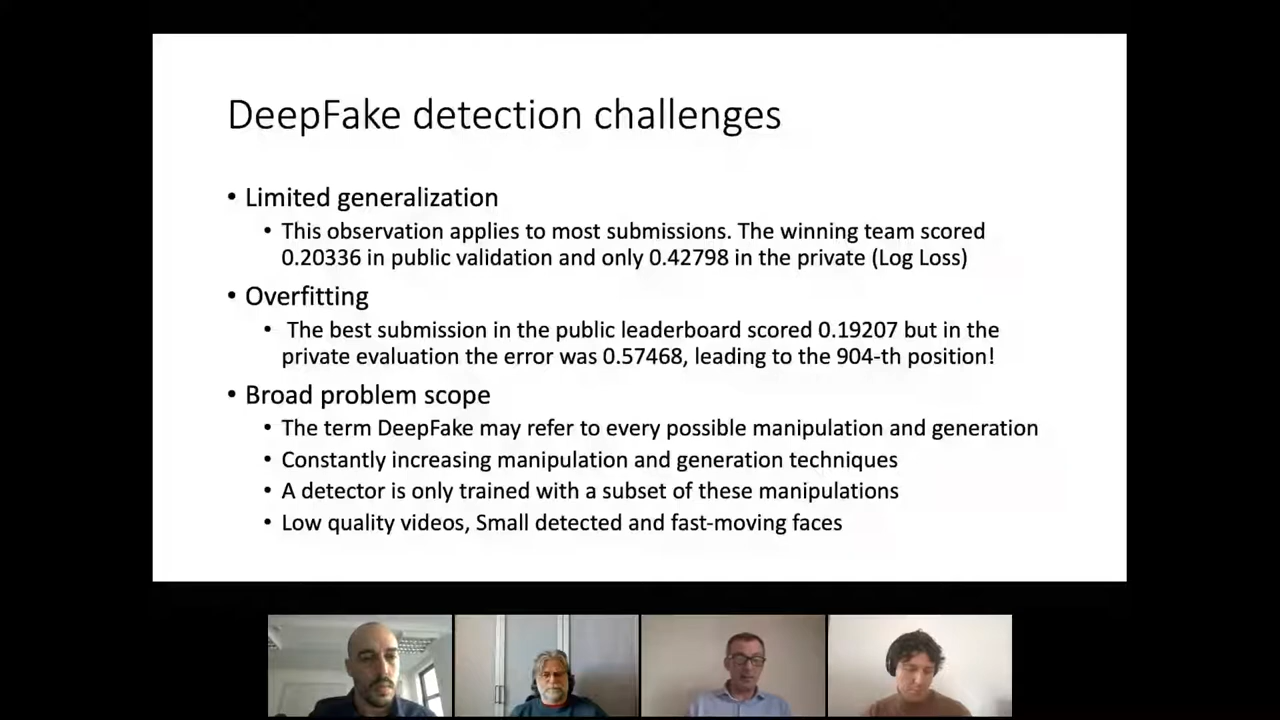 DeepFake detection challenges
• Limited generalization
• This observation applies to most submissions. The winning team scored
0.20336 in public validation and only 0.42798 in the private (Log Loss)
• Overfitting
• The best submission in the public leaderboard scored 0.19207 but in the
private evaluation the error was 0.57468, leading to the 904-th position!
• Broad problem scope
• The term DeepFake may refer to every possible manipulation and generation
• Constantly increasing manipulation and generation techniques
• A detector is only trained with a subset of these manipulations
• Low quality videos, Small detected and fast-moving faces